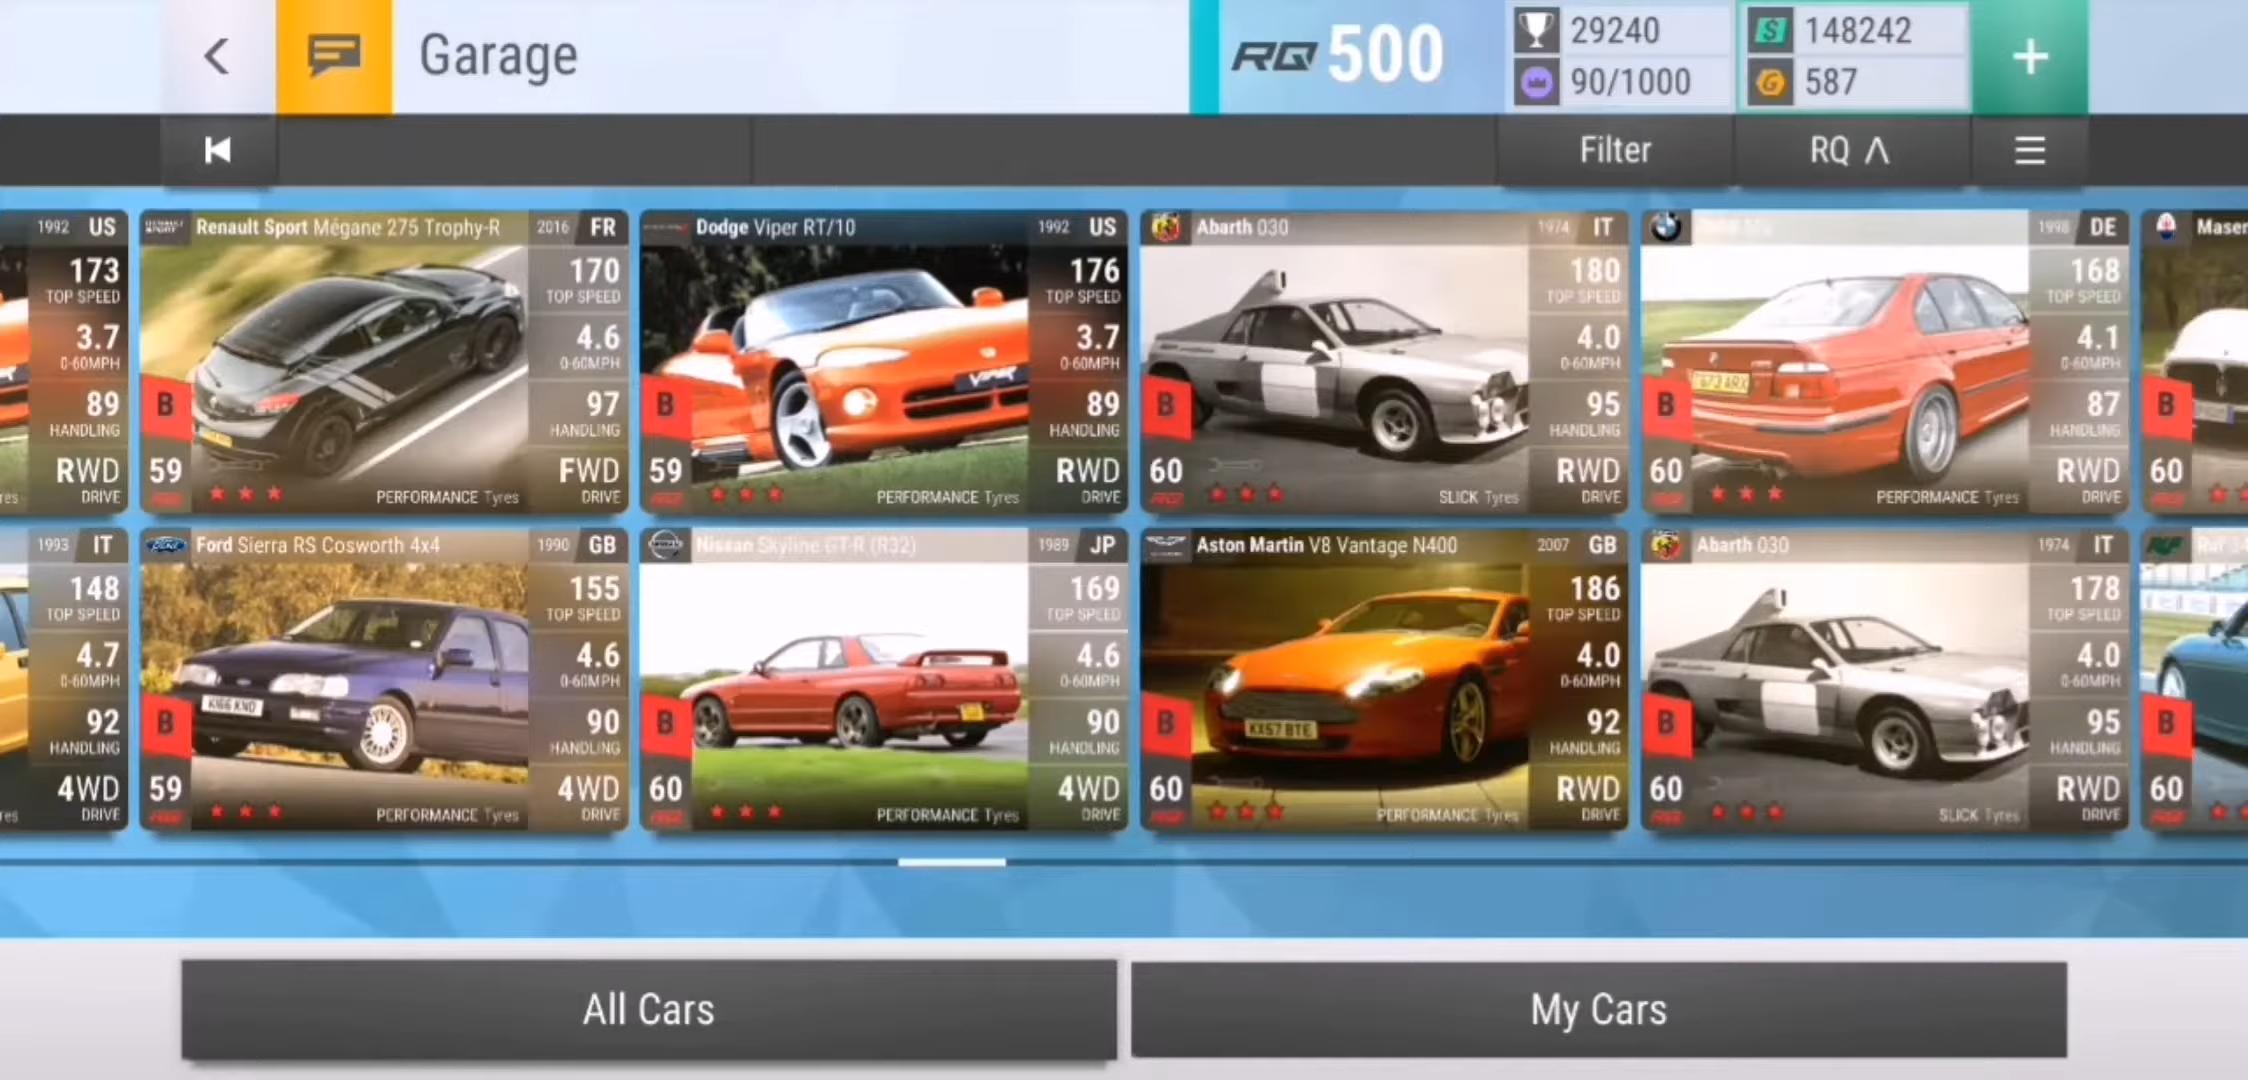 Garage
RQ 500
29240
90/1000
148242
587
+
Filter
RQ Λ
1992 US
173
TOP SPEED
3.7
0-60MPH
89
HANDLING
RWD
DRIVE
Renault Sport Mégane 275 Trophy-R 2016 FR
170
TOP SPEED
4.6
0-60MPH
97
HANDLING
FWD
DRIVE
B
59
PERFORMANCE Tyres
Dodge Viper RT/10 1992 US
176
TOP SPEED
3.7
0-60MPH
89
HANDLING
RWD
DRIVE
B
59
VIPER
PERFORMANCE Tyres
Abarth 030 1974 IT
180
TOP SPEED
4.0
0-60MPH
95
HANDLING
RWD
DRIVE
B
60
SLICK Tyres
1998 DE
168
TOP SPEED
4.1
0-60MPH
87
HANDLING
RWD
DRIVE
B
60
PERFORMANCE Tyres
Maser
B
60
1993 IT
148
TOP SPEED
4.7
0-60MPH
92
HANDLING
4WD
DRIVE
Ford Sierra RS Cosworth 4x4 1990 GB
155
TOP SPEED
4.6
0-60MPH
90
HANDLING
4WD
DRIVE
B
59
K166 KNO
PERFORMANCE Tyres
Nissan Skyline GT-R (R32) 1989 JP
169
TOP SPEED
4.6
0-60MPH
90
HANDLING
4WD
DRIVE
B
60
PERFORMANCE Tyres
Aston Martin V8 Vantage N400 2007 GB
186
TOP SPEED
4.0
0-60MPH
92
HANDLING
RWD
DRIVE
B
60
KX57 BTE
PERFORMANCE Tyres
Abarth 030 1974 IT
178
TOP SPEED
4.0
0-60MPH
95
HANDLING
RWD
DRIVE
B
60
SLICK Tyres
B
60
All Cars
My Cars